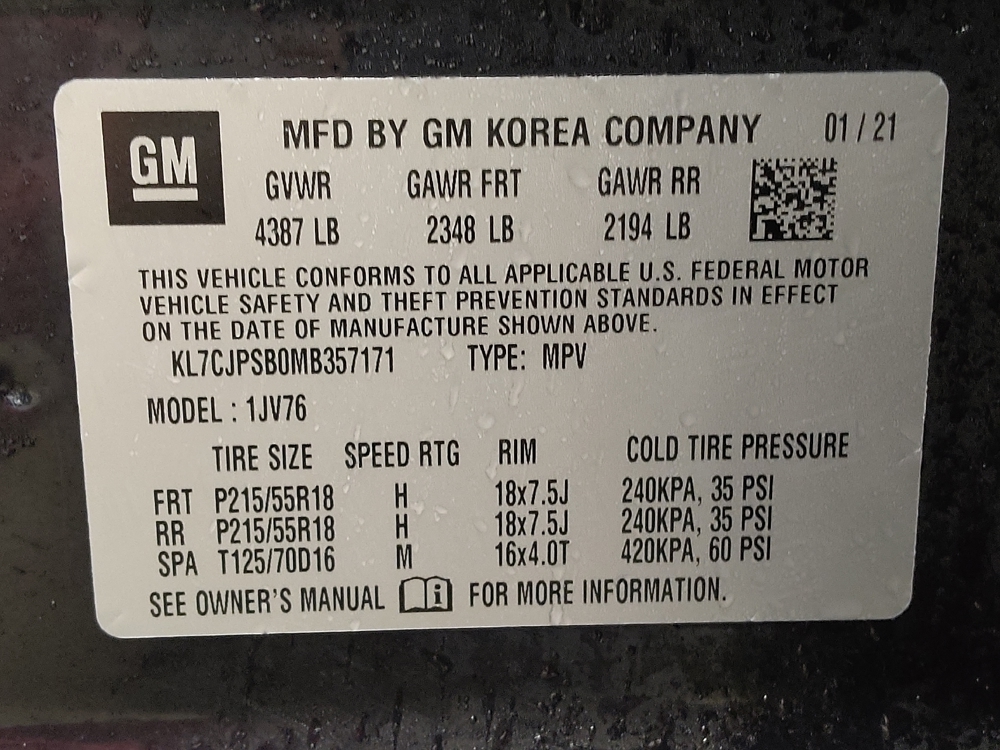 GM
MFD BY GM KOREA COMPANY 01 / 21
GVWR GAWR FRT GAWR RR
4387 LB 2348 LB 2194 LB
THIS VEHICLE CONFORMS TO ALL APPLICABLE U.S. FEDERAL MOTOR
VEHICLE SAFETY AND THEFT PREVENTION STANDARDS IN EFFECT
ON THE DATE OF MANUFACTURE SHOWN ABOVE.
KL7CJPSB0MB357171 TYPE: MPV
MODEL : 1JV76
TIRE SIZE SPEED RTG RIM COLD TIRE PRESSURE
FRT P215/55R18 H 18x7.5J 240KPA, 35 PSI
RR P215/55R18 H 18x7.5J 240KPA, 35 PSI
SPA T125/70D16 M 16x4.0T 420KPA, 60 PSI
SEE OWNER'S MANUAL i FOR MORE INFORMATION.